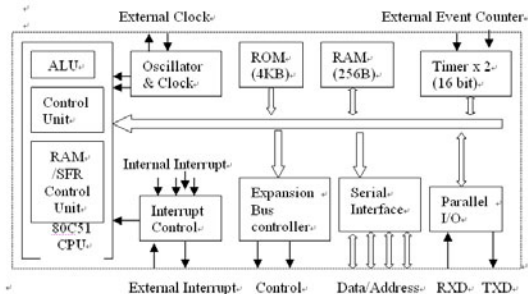 External Clock
External Event Counter
ALU
Oscillator
& Clock
ROM
(4KB)
RAM
(256B)
Timer x 2
(16 bit)
Control
Unit
RAM
/SFR
Control
Unit
80C51
CPU
Internal Interrupt
Interrupt
Control
Expansion
Bus
controller
Serial
Interface
Parallel
I/O
External Interrupt
Control
Data/Address
RXD
TXD